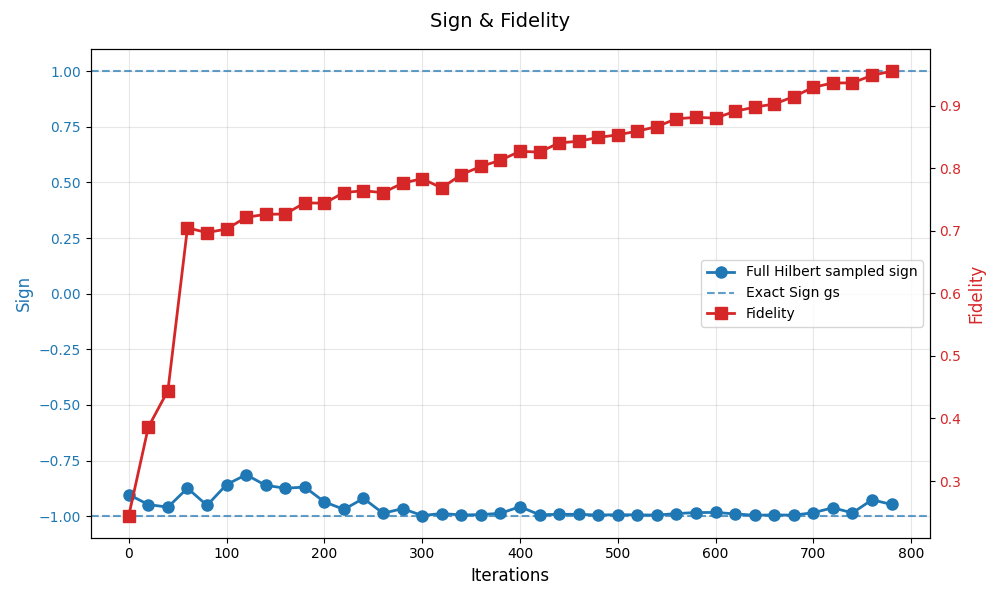 Sign & Fidelity
1.00
0.75
0.50
0.25
0.00
−0.25
−0.50
−0.75
−1.00
Sign
0.9
0.8
0.7
0.6
0.5
0.4
0.3
Fidelity
Full Hilbert sampled sign
Exact Sign gs
Fidelity
0 100 200 300 400 500 600 700 800
Iterations